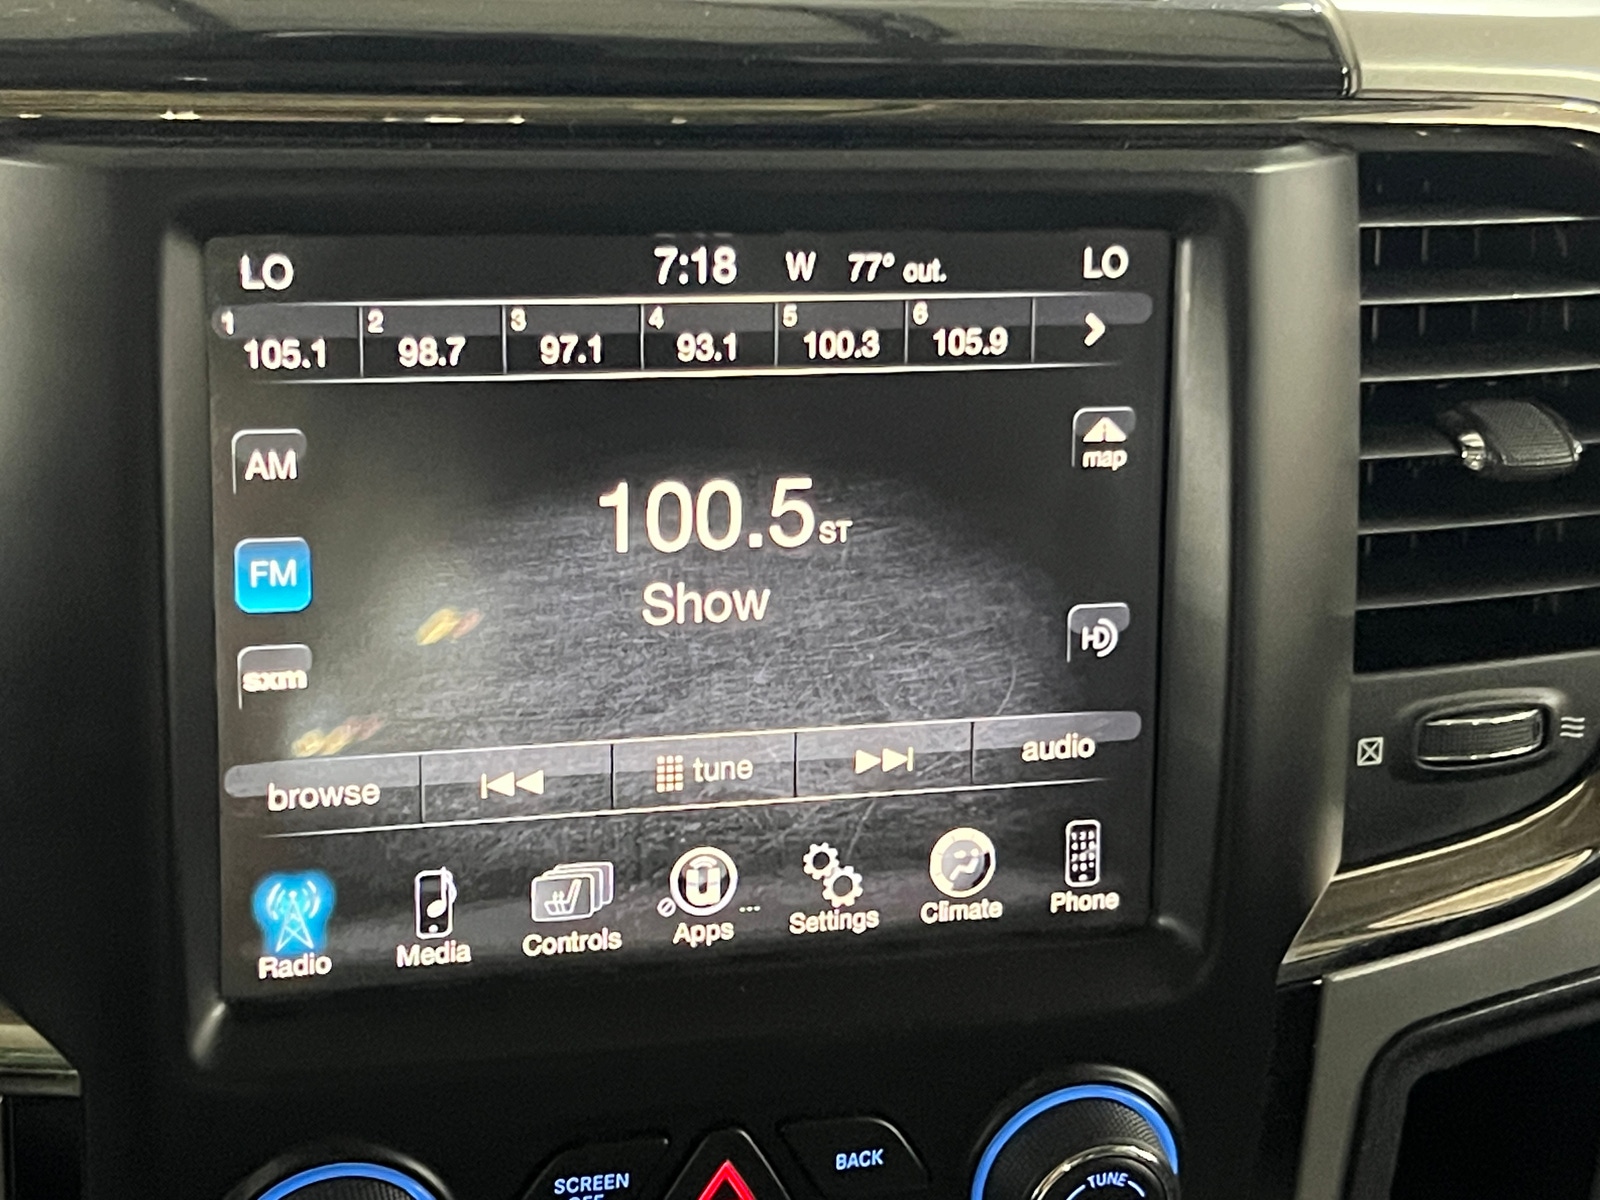 LO 7:18 W 77° out. LO
1 105.1 2 98.7 3 97.1 4 93.1 5 100.3 6 105.9
AM
map
100.5 ST
FM
Show
HD
sxm
browse tune audio
Radio Media Controls Apps ... Settings Climate Phone
SCREEN
OFF
BACK
TUNE